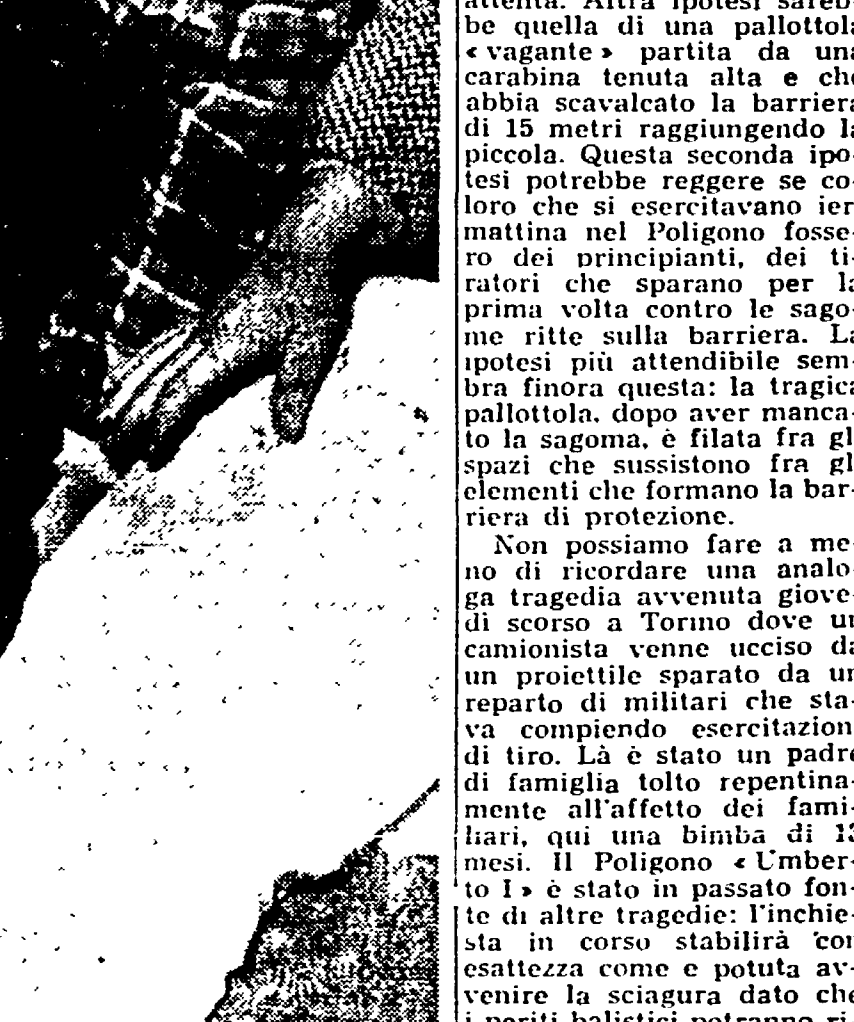 attenta. Altra ipotesi sareb-
be quella di una pallottola
« vagante » partita da una
carabina tenuta alta e che
abbia scavalcato la barriera
di 15 metri raggiungendo la
piccola. Questa seconda ipo-
tesi potrebbe reggere se co-
loro che si esercitavano ier
mattina nel Poligono fosse-
ro dei principianti, dei ti-
ratori che sparano per la
prima volta contro le sago-
me ritte sulla barriera. La
ipotesi più attendibile sem-
bra finora questa: la tragica
pallottola, dopo aver manca-
to la sagoma, è filata fra gl
spazi che sussistono fra gl
elementi che formano la bar-
riera di protezione.
Non possiamo fare a me-
no di ricordare una analo-
ga tragedia avvenuta giove-
dì scorso a Torino dove un
camionista venne ucciso da
un proiettile sparato da un
reparto di militari che sta-
va compiendo esercitazion
di tiro. Là è stato un padre
di famiglia tolto repentina-
mente all'affetto dei fami-
liari, qui una bimba di 13
mesi. Il Poligono « Umber-
to I » è stato in passato fon-
te di altre tragedie: l'inchie-
sta in corso stabilirà con
esattezza come e potuta av-
venire la sciagura dato che
i periti balistici potranno ri-